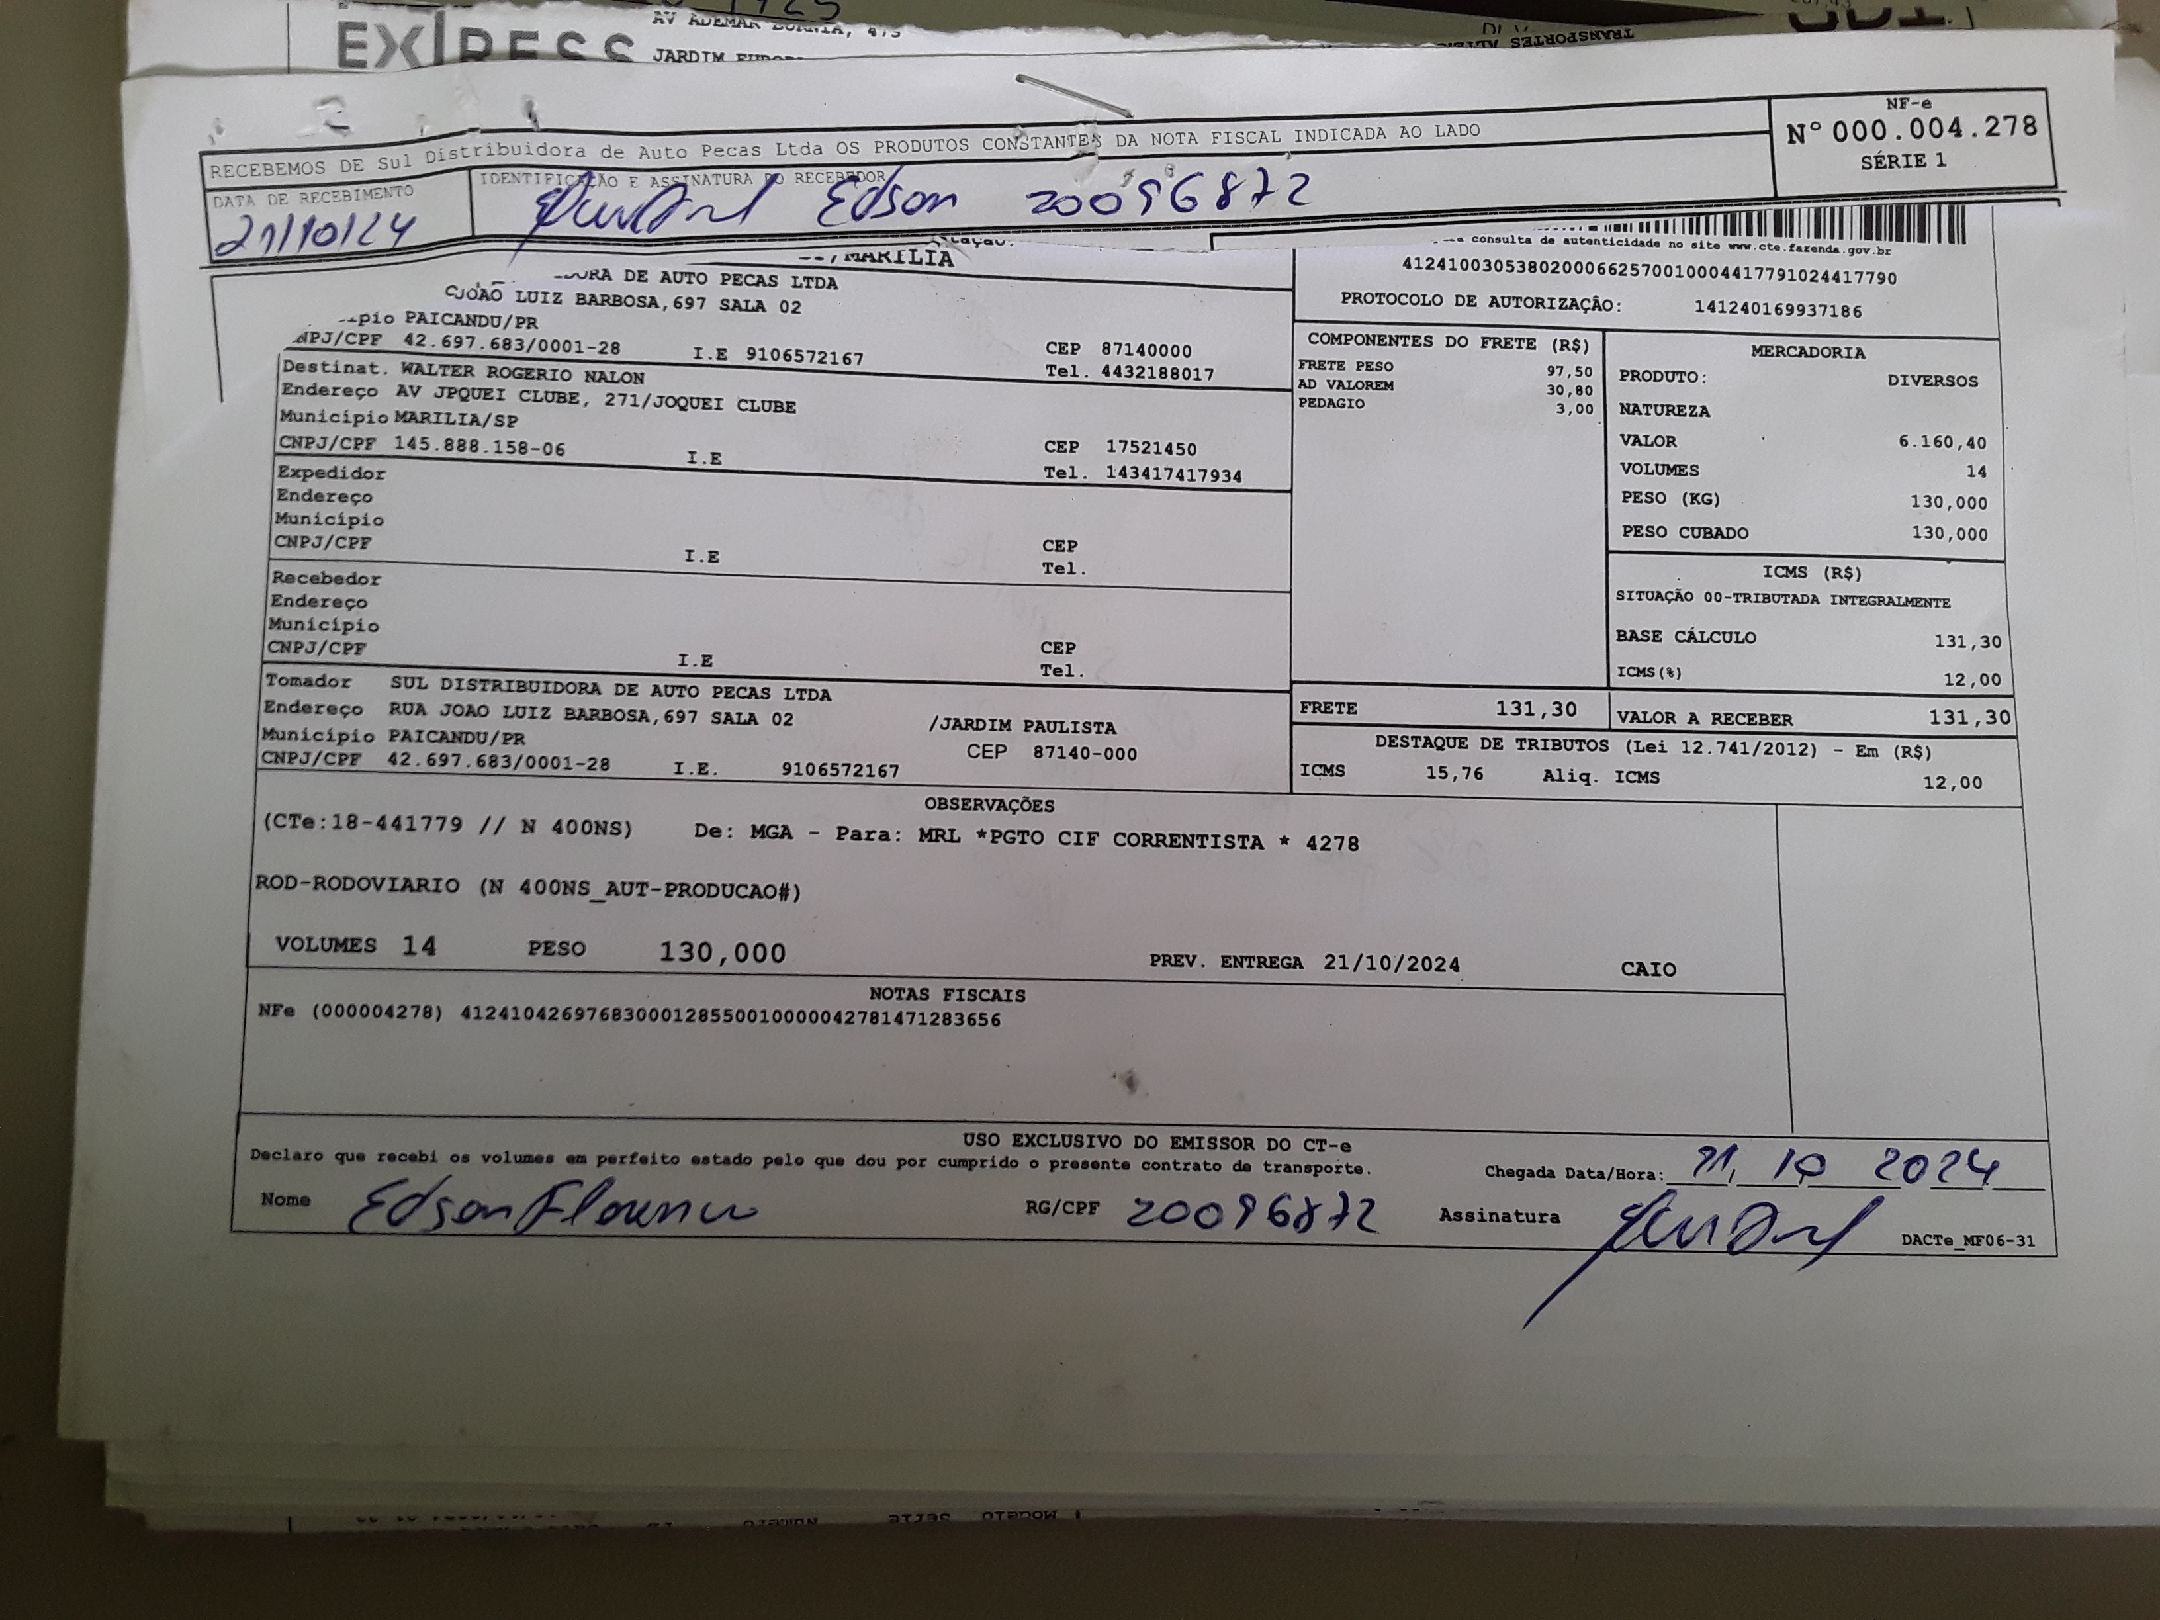 EXPRESS
JARDIM
RECEBEMOS DE Sul Distribuidora de Auto Pecas Ltda OS PRODUTOS CONSTANTES DA NOTA FISCAL INDICADA AO LADO
NF-e
Nº 000.004.278
SÉRIE 1
DATA DE RECEBIMENTO
21/10/24
IDENTIFICAÇÃO E ASSINATURA DO RECEBEDOR
Edson 20096872
MARILIA
DORA DE AUTO PECAS LTDA
JOAO LUIZ BARBOSA,697 SALA 02
pio PAICANDU/PR
NPJ/CPF 42.697.683/0001-28 I.E 9106572167
CEP 87140000
Tel. 4432188017
consulta de autenticidade no site www.cte.fazenda.gov.br
41241003053802000662570010004417791024417790
PROTOCOLO DE AUTORIZAÇÃO: 141240169937186
Destinat. WALTER ROGERIO NALON
Endereço AV JPQUEI CLUBE, 271/JOQUEI CLUBE
Município MARILIA/SP
CNPJ/CPF 145.888.158-06 I.E
CEP 17521450
Tel. 143417417934
Expedidor
Endereço
Município
CNPJ/CPF I.E
CEP
Tel.
Recebedor
Endereço
Município
CNPJ/CPF I.E
CEP
Tel.
Tomador SUL DISTRIBUIDORA DE AUTO PECAS LTDA
Endereço RUA JOAO LUIZ BARBOSA,697 SALA 02 /JARDIM PAULISTA
Município PAICANDU/PR CEP 87140-000
CNPJ/CPF 42.697.683/0001-28 I.E. 9106572167
COMPONENTES DO FRETE (R$)
FRETE PESO 97,50
AD VALOREM 30,80
PEDAGIO 3,00
MERCADORIA
PRODUTO: DIVERSOS
NATUREZA
VALOR 6.160,40
VOLUMES 14
PESO (KG) 130,000
PESO CUBADO 130,000
ICMS (R$)
SITUAÇÃO 00-TRIBUTADA INTEGRALMENTE
BASE CÁLCULO 131,30
ICMS(%) 12,00
FRETE 131,30
VALOR A RECEBER 131,30
DESTAQUE DE TRIBUTOS (Lei 12.741/2012) - Em (R$)
ICMS 15,76 Aliq. ICMS 12,00
OBSERVAÇÕES
(CTe:18-441779 // N 400NS) De: MGA - Para: MRL *PGTO CIF CORRENTISTA * 4278
ROD-RODOVIARIO (N 400NS_AUT-PRODUCAO#)
VOLUMES 14 PESO 130,000 PREV. ENTREGA 21/10/2024 CAIO
NOTAS FISCAIS
NFe (000004278) 41241042697683000128550010000042781471283656
USO EXCLUSIVO DO EMISSOR DO CT-e
Declaro que recebi os volumes em perfeito estado pelo que dou por cumprido o presente contrato de transporte.
Chegada Data/Hora: 21, 10 2024
Nome Edson RG/CPF 20096872 Assinatura
DACTe_MF06-31